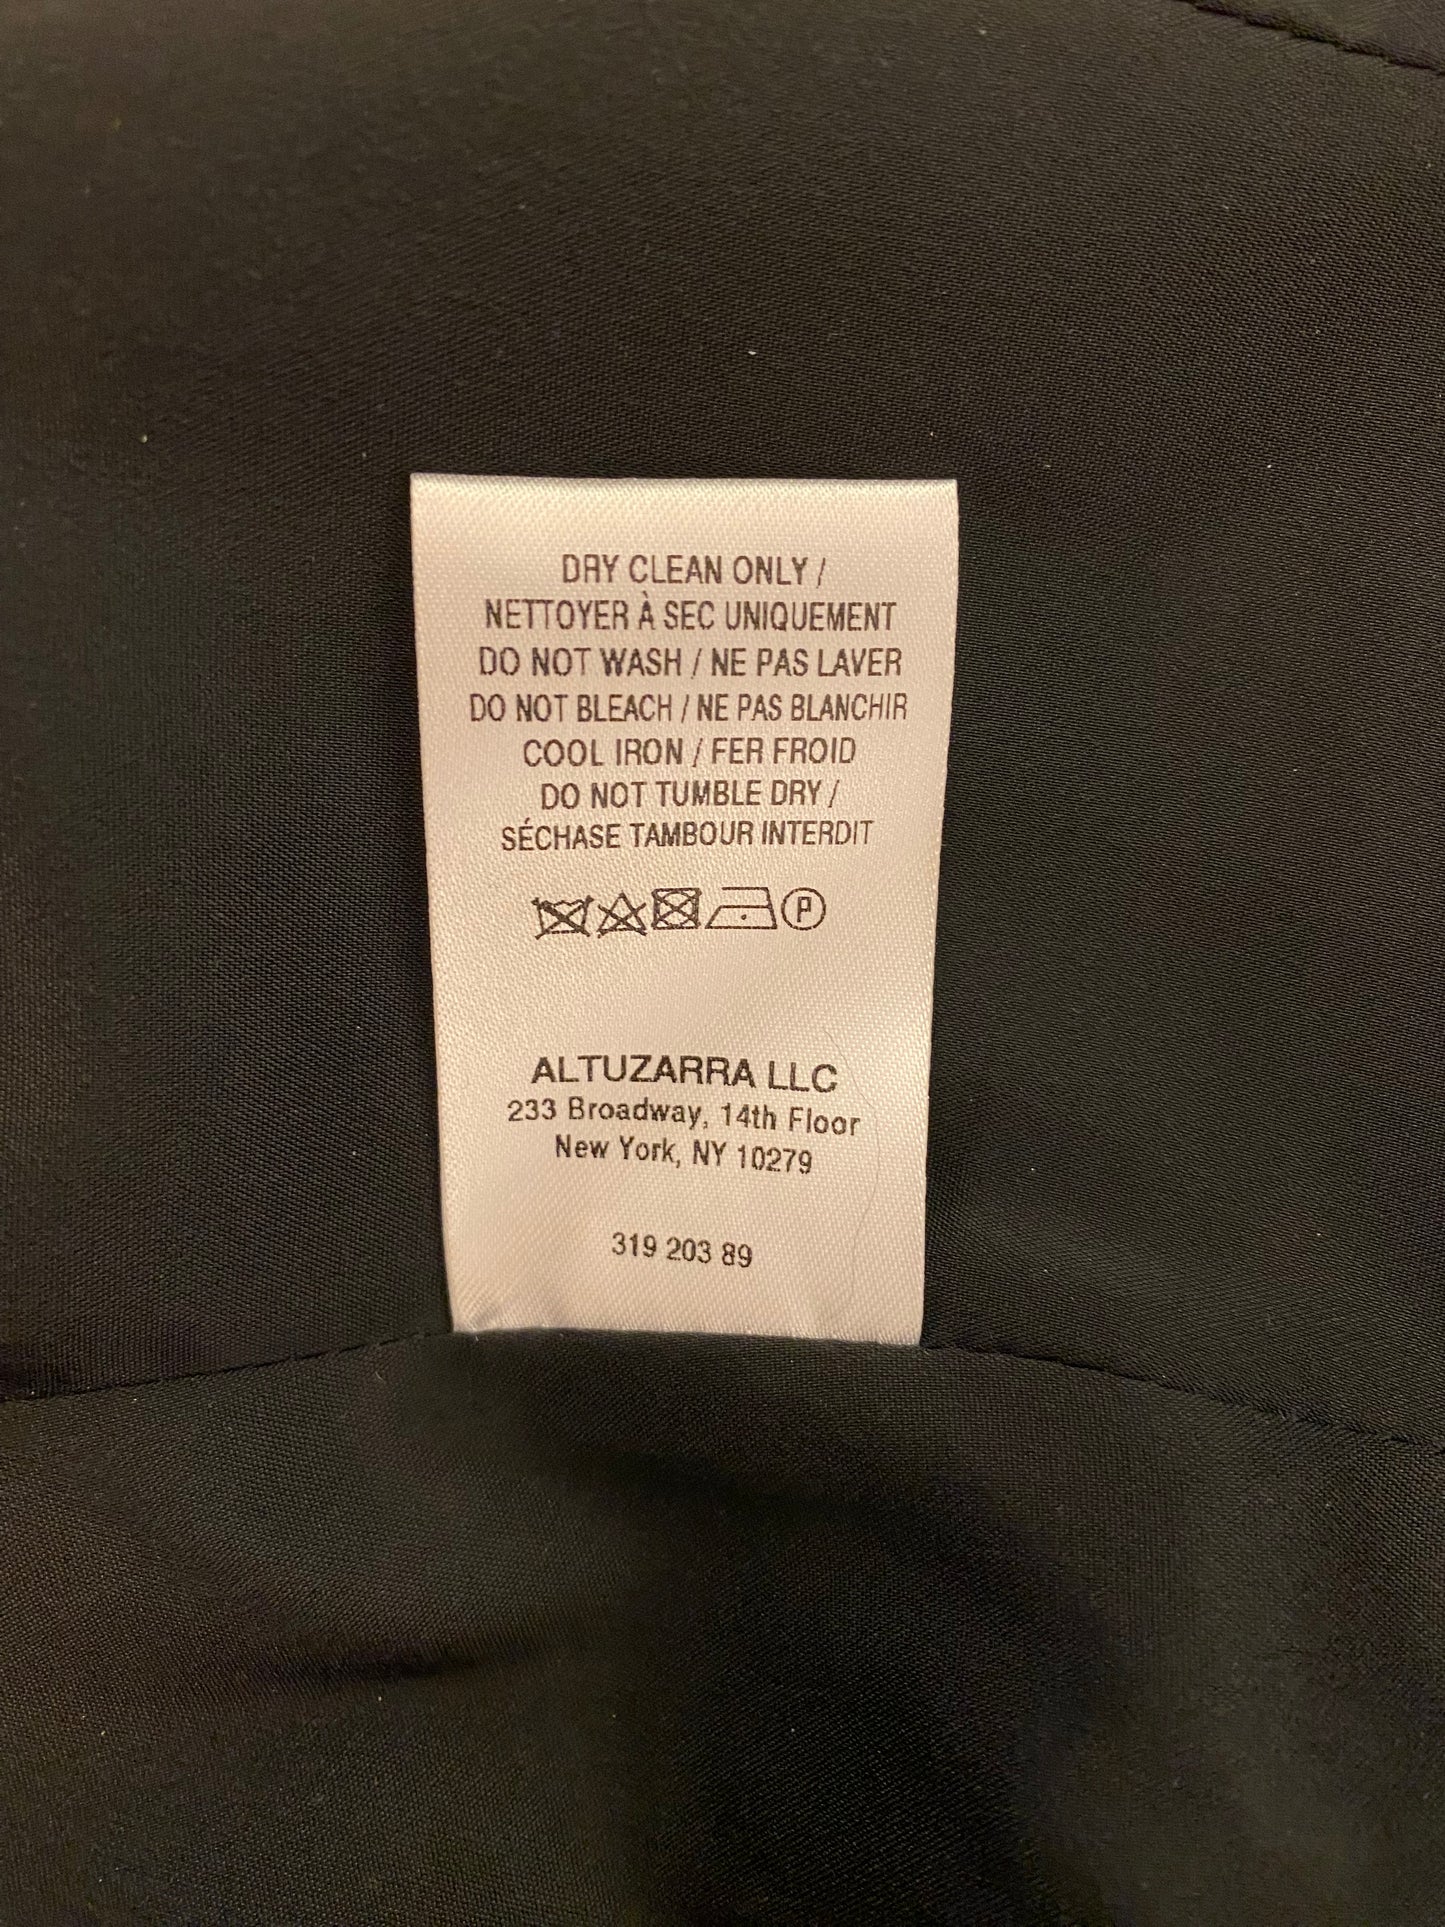 DRY CLEAN ONLY /
NETTOYER À SEC UNIQUEMENT
DO NOT WASH / NE PAS LAVER
DO NOT BLEACH / NE PAS BLANCHIR
COOL IRON / FER FROID
DO NOT TUMBLE DRY /
SÉCHASE TAMBOUR INTERDIT
P
ALTUZARRA LLC
233 Broadway, 14th Floor
New York, NY 10279
319 203 89